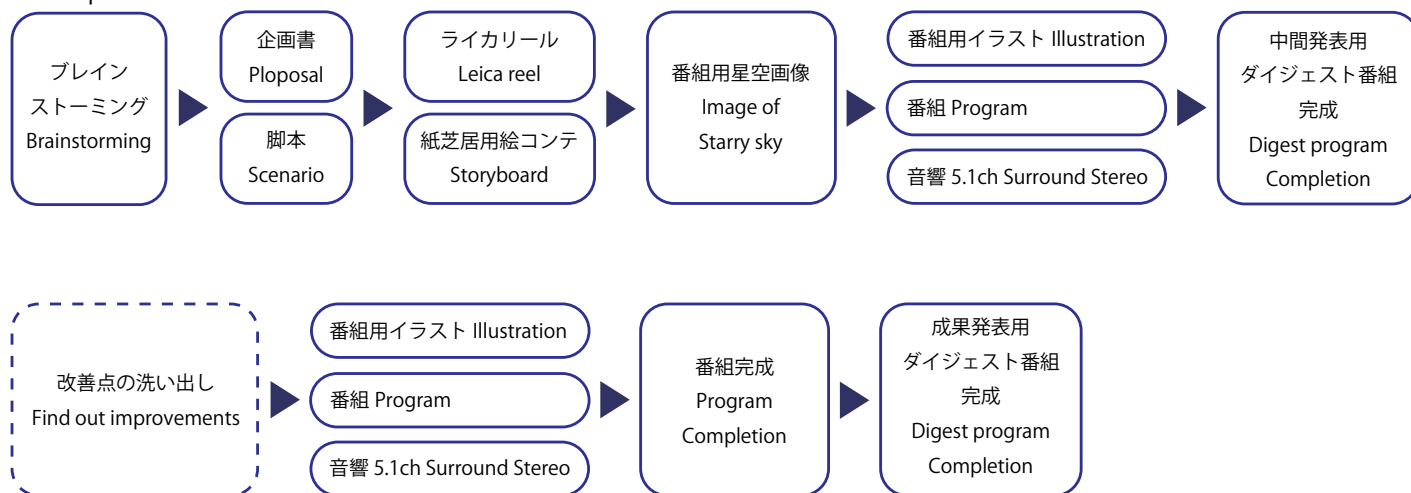 ブレイン
ストーミング
Brainstorming
企画書
Ploposal
脚本
Scenario
ライカリール
Leica reel
紙芝居用絵コンテ
Storyboard
番組用星空画像
Image of
Starry sky
番組用イラスト Illustration
番組 Program
音響 5.1ch Surround Stereo
中間発表用
ダイジェスト番組
完成
Digest program
Completion
改善点の洗い出し
Find out improvements
番組用イラスト Illustration
番組 Program
音響 5.1ch Surround Stereo
番組完成
Program
Completion
成果発表用
ダイジェスト番組
完成
Digest program
Completion